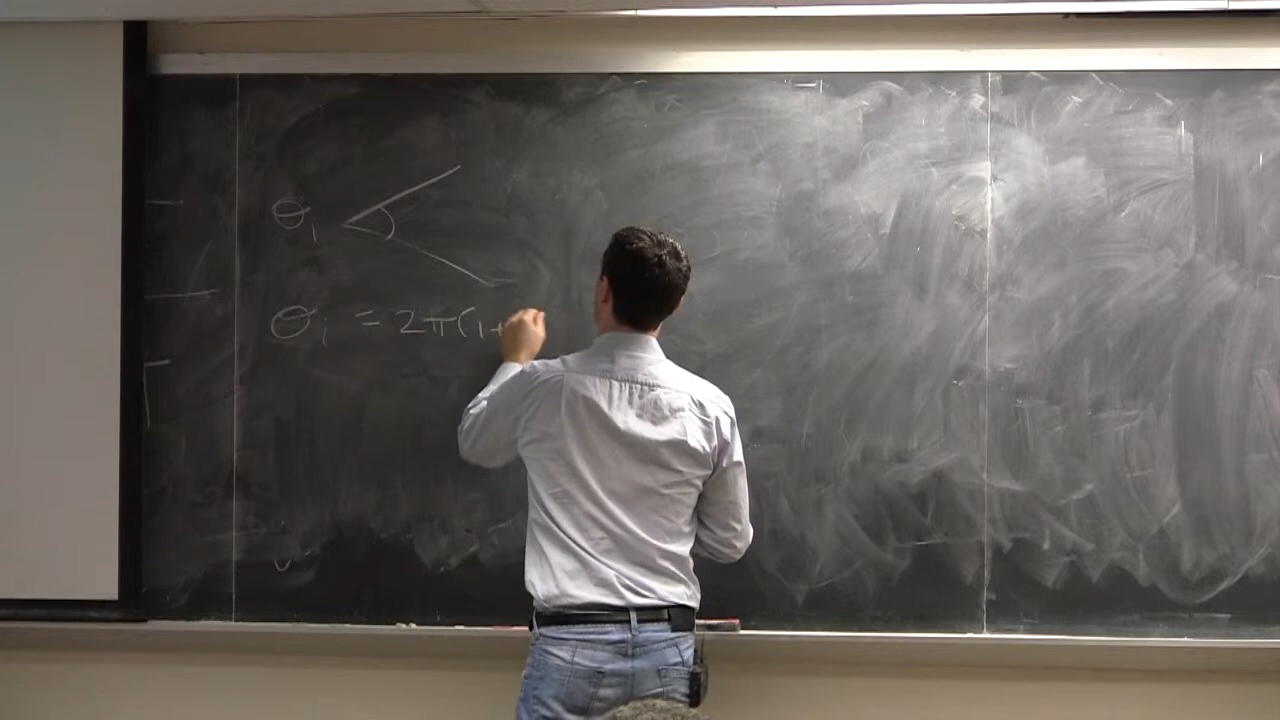 θᵢ
θᵢ = 2π(1+